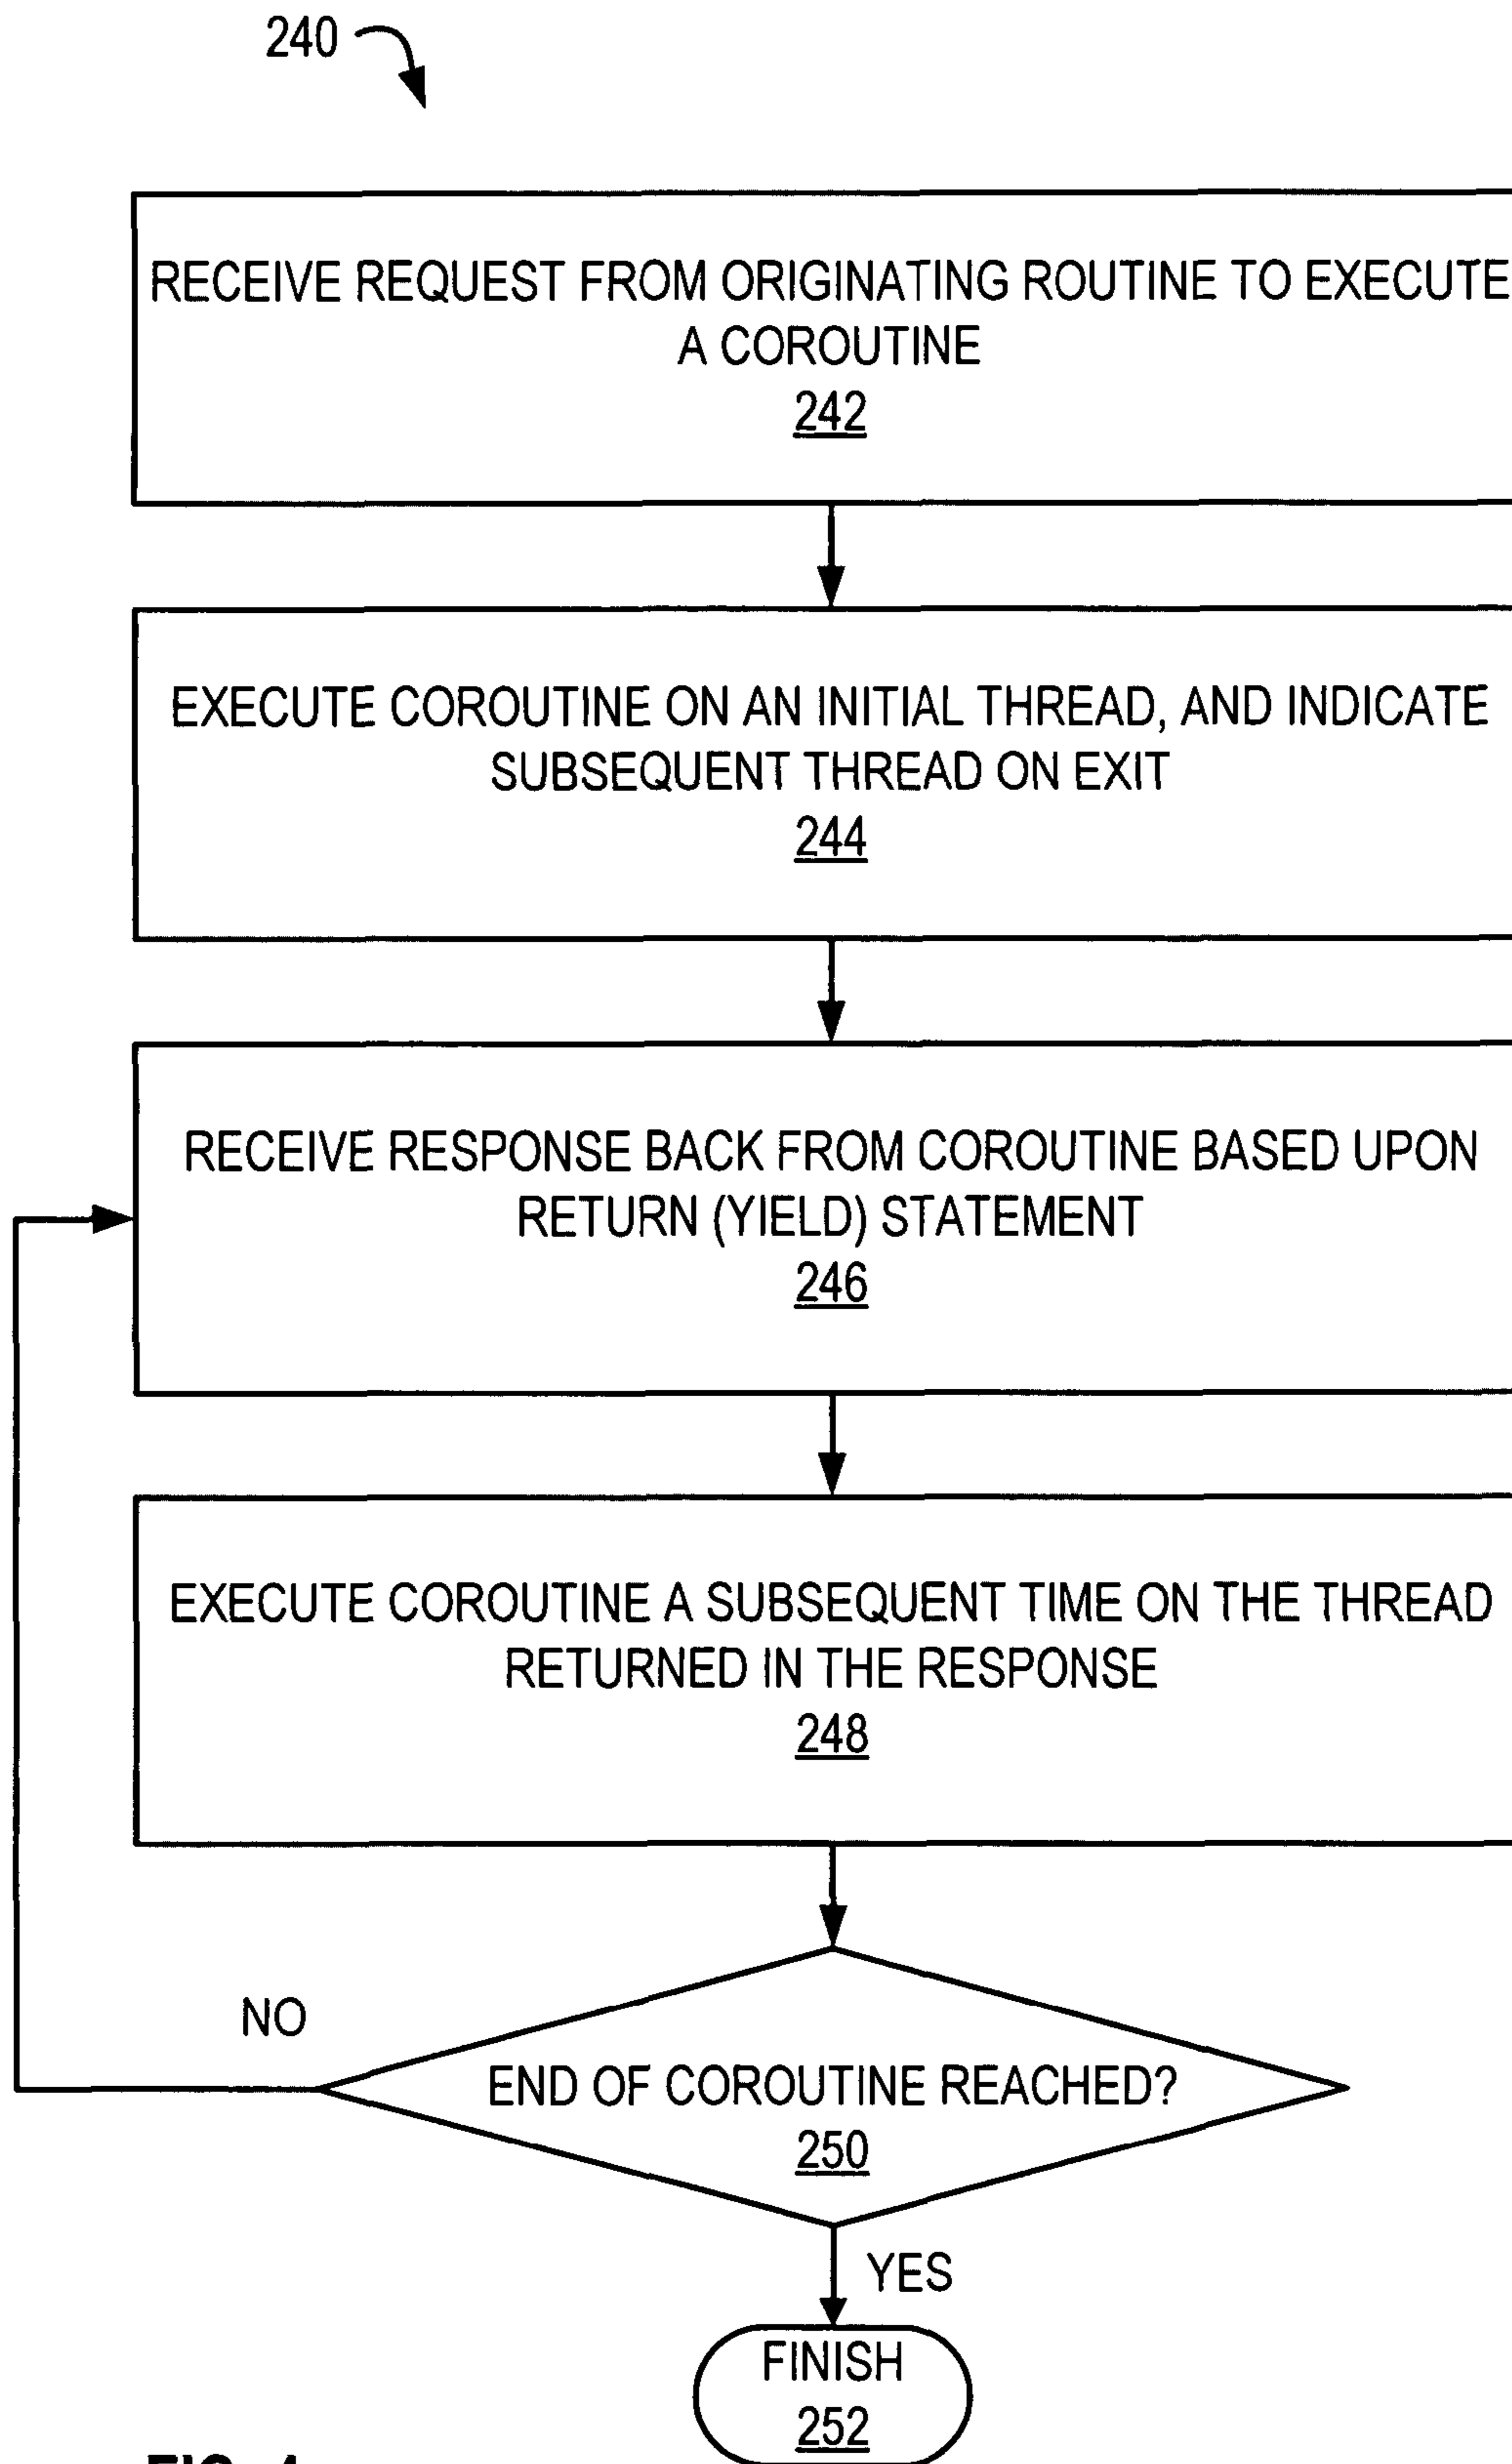 240
RECEIVE REQUEST FROM ORIGINATING ROUTINE TO EXECUTE
A COROUTINE
242
EXECUTE COROUTINE ON AN INITIAL THREAD, AND INDICATE
SUBSEQUENT THREAD ON EXIT
244
RECEIVE RESPONSE BACK FROM COROUTINE BASED UPON
RETURN (YIELD) STATEMENT
246
EXECUTE COROUTINE A SUBSEQUENT TIME ON THE THREAD
RETURNED IN THE RESPONSE
248
NO
END OF COROUTINE REACHED?
250
YES
FINISH
252